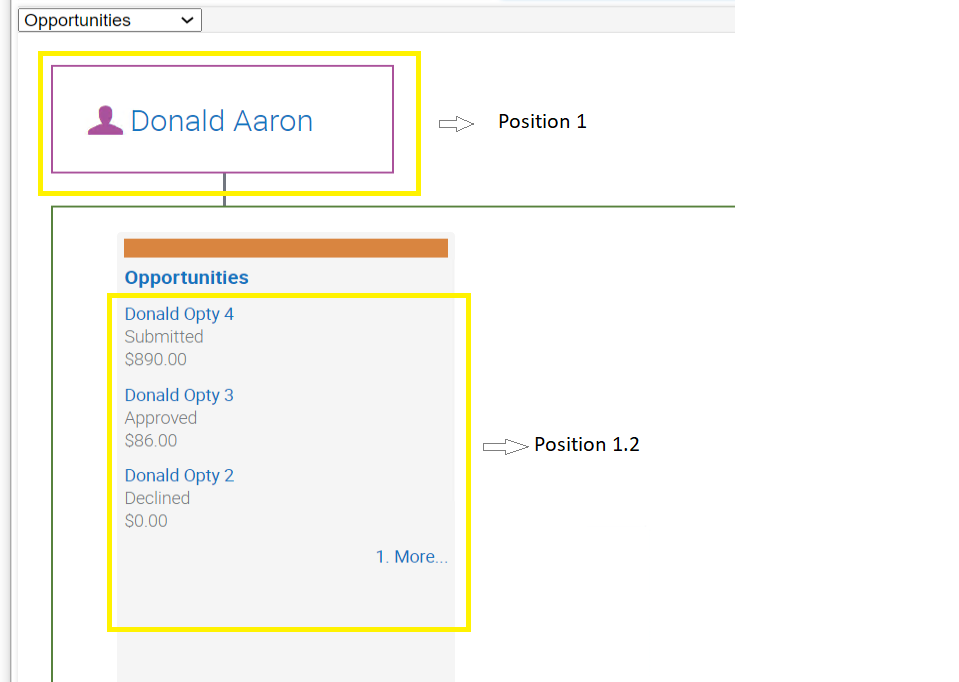 Opportunities
Donald Aaron
Position 1
Opportunities
Donald Opty 4
Submitted
$890.00
Donald Opty 3
Approved
$86.00
Position 1.2
Donald Opty 2
Declined
$0.00
1. More...